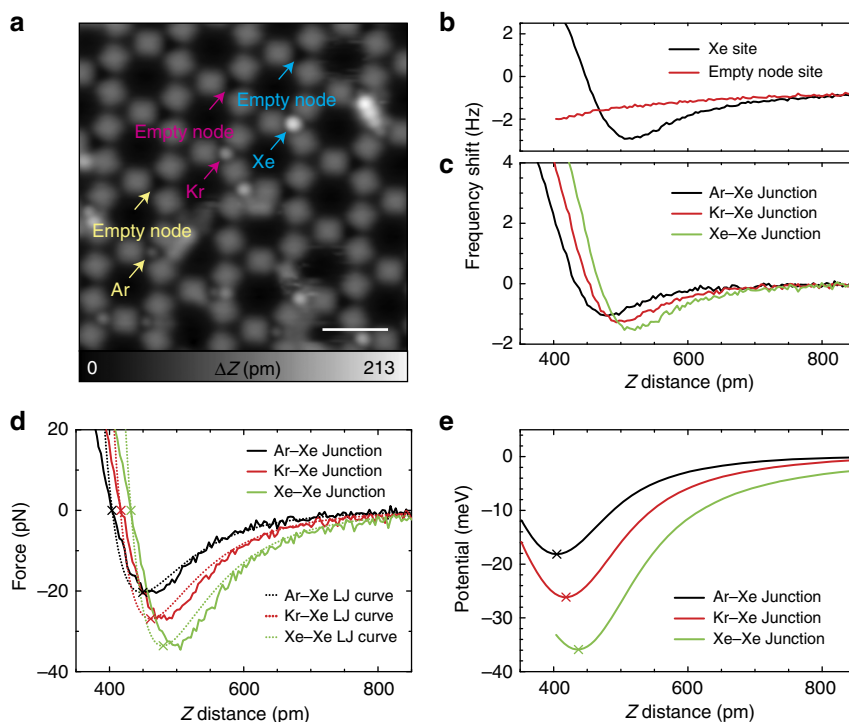 a
Empty node
Empty node
Xe
Kr
Empty node
Ar
0
ΔZ (pm)
213
b
Xe site
Empty node site
0
−2
Frequency shift (Hz)
c
Ar–Xe Junction
Kr–Xe Junction
Xe–Xe Junction
4
2
0
−2
400
600
800
Z distance (pm)
d
Ar–Xe Junction
Kr–Xe Junction
Xe–Xe Junction
20
0
−20
−40
Force (pN)
Ar–Xe LJ curve
Kr–Xe LJ curve
Xe–Xe LJ curve
400
600
800
Z distance (pm)
e
0
−10
−20
−30
−40
Potential (meV)
Ar–Xe Junction
Kr–Xe Junction
Xe–Xe Junction
400
600
800
Z distance (pm)